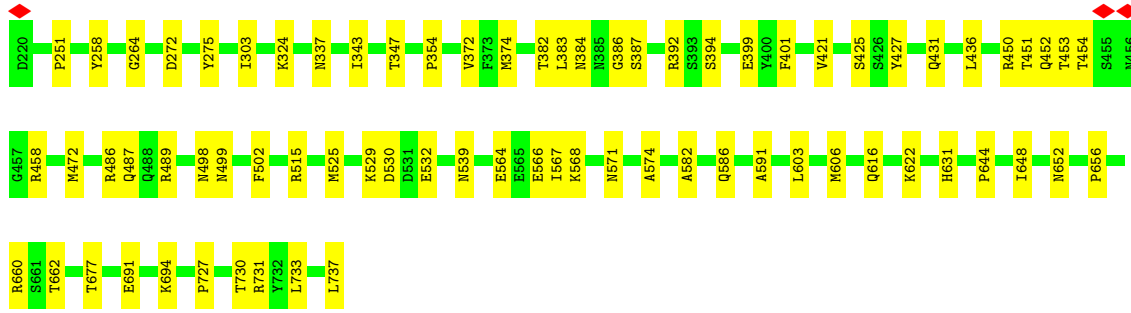 D220 P251 Y258 G264 D272 Y275 I303 K324 N337 I343 T347 P354 V372 F373 M374 T382 L383 N384 N385 G386 S387 R392 S393 S394 E399 Y400 F401 V421 S425 S426 Y427 Q431 L436 R450 T451 Q452 T453 T454 S455 N456
G457 R458 M472 R486 Q487 Q488 R489 N498 N499 F502 R515 M525 K529 D530 D531 E532 N539 E564 E565 E566 I567 K568 N571 A574 A582 Q586 A591 L603 M606 Q616 K622 H631 P644 I648 N652 P656
R660 S661 T662 T677 E691 K694 P727 T730 R731 Y732 L733 L737